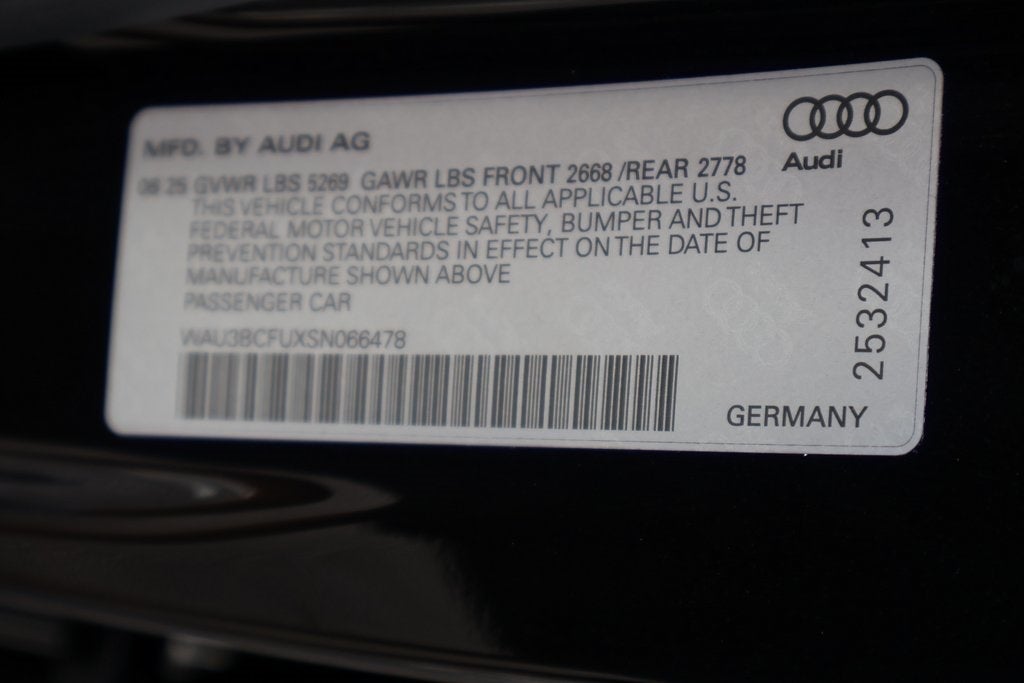 MFD. BY AUDI AG
Audi
08 25 GVWR LBS 5269 GAWR LBS FRONT 2668 /REAR 2778
THIS VEHICLE CONFORMS TO ALL APPLICABLE U.S.
FEDERAL MOTOR VEHICLE SAFETY, BUMPER AND THEFT
PREVENTION STANDARDS IN EFFECT ON THE DATE OF
MANUFACTURE SHOWN ABOVE
PASSENGER CAR
WAU3BCFUXSN066478
GERMANY
2532413